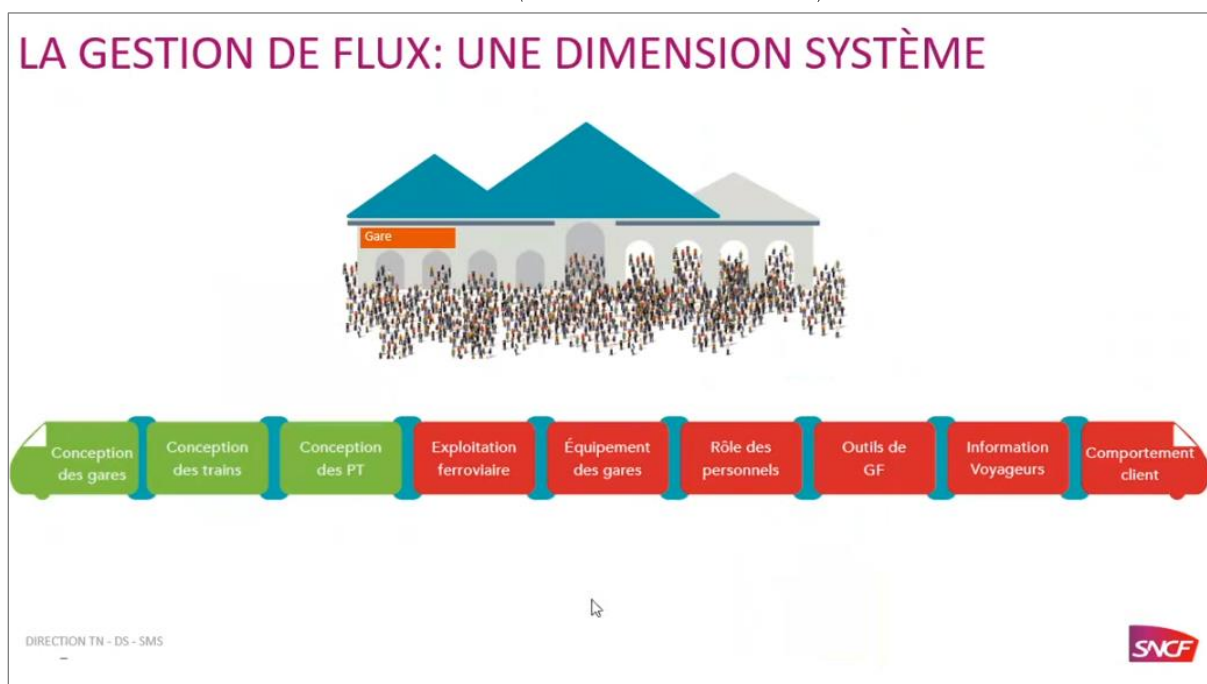 LA GESTION DE FLUX: UNE DIMENSION SYSTÈME
Gare
Conception
des gares
Conception
des trains
Conception
des PT
Exploitation
ferroviaire
Équipement
des gares
Rôle des
personnels
Outils de
GF
Information
Voyageurs
Comportement
client
DIRECTION TN - DS - SMS
SNCF